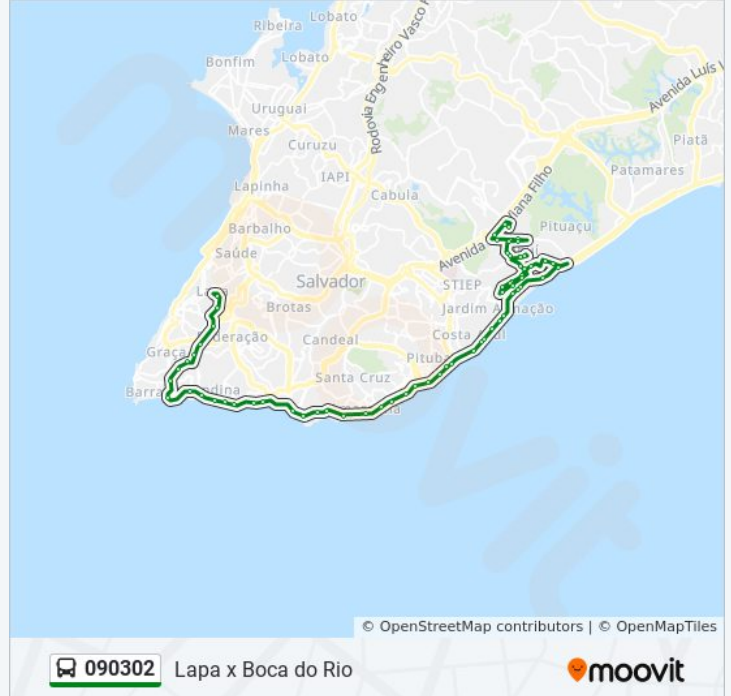 Lobato
Ribeira
Bonfim
Lobato
Rodovia Engenheiro Vasco F
Avenida Luís
Uruguai
Mares
Curuzu
Piatã
IAPI
Patamares
Lapinha
Cabula
Viana Filho
Barbalho
Pituaçu
Saúde
Avenida
Salvador
STIEP
Brotas
Jardim
Federação
Candeal
Costa
Graça
Pituba
Santa Cruz
Barra
moovit
© OpenStreetMap contributors | © OpenMapTiles
090302 Lapa x Boca do Rio
moovit